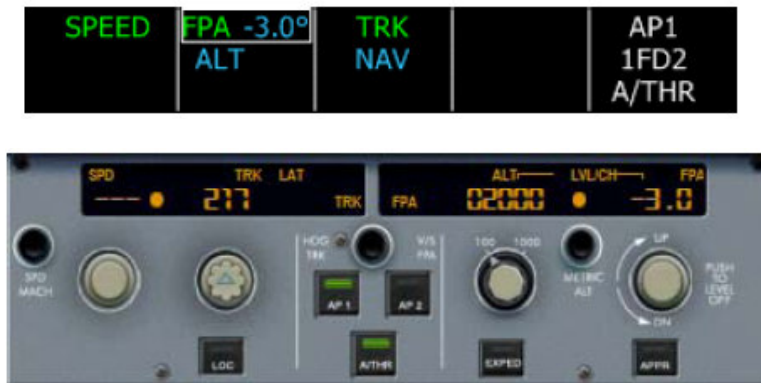 SPEED FPA -3.0° TRK AP1
ALT NAV 1FD2
A/THR
SPD TRK LAT ALT LVL/CH FPA
--- 217 TRK FPA 02000 -3.0
HDG V/S 100 1000 UP
TRK FPA
SPD METRIC PUSH
MACH ALT TO
LEVEL
OFF
AP 1 AP 2
DN
LOC A/THR EXPED APPR